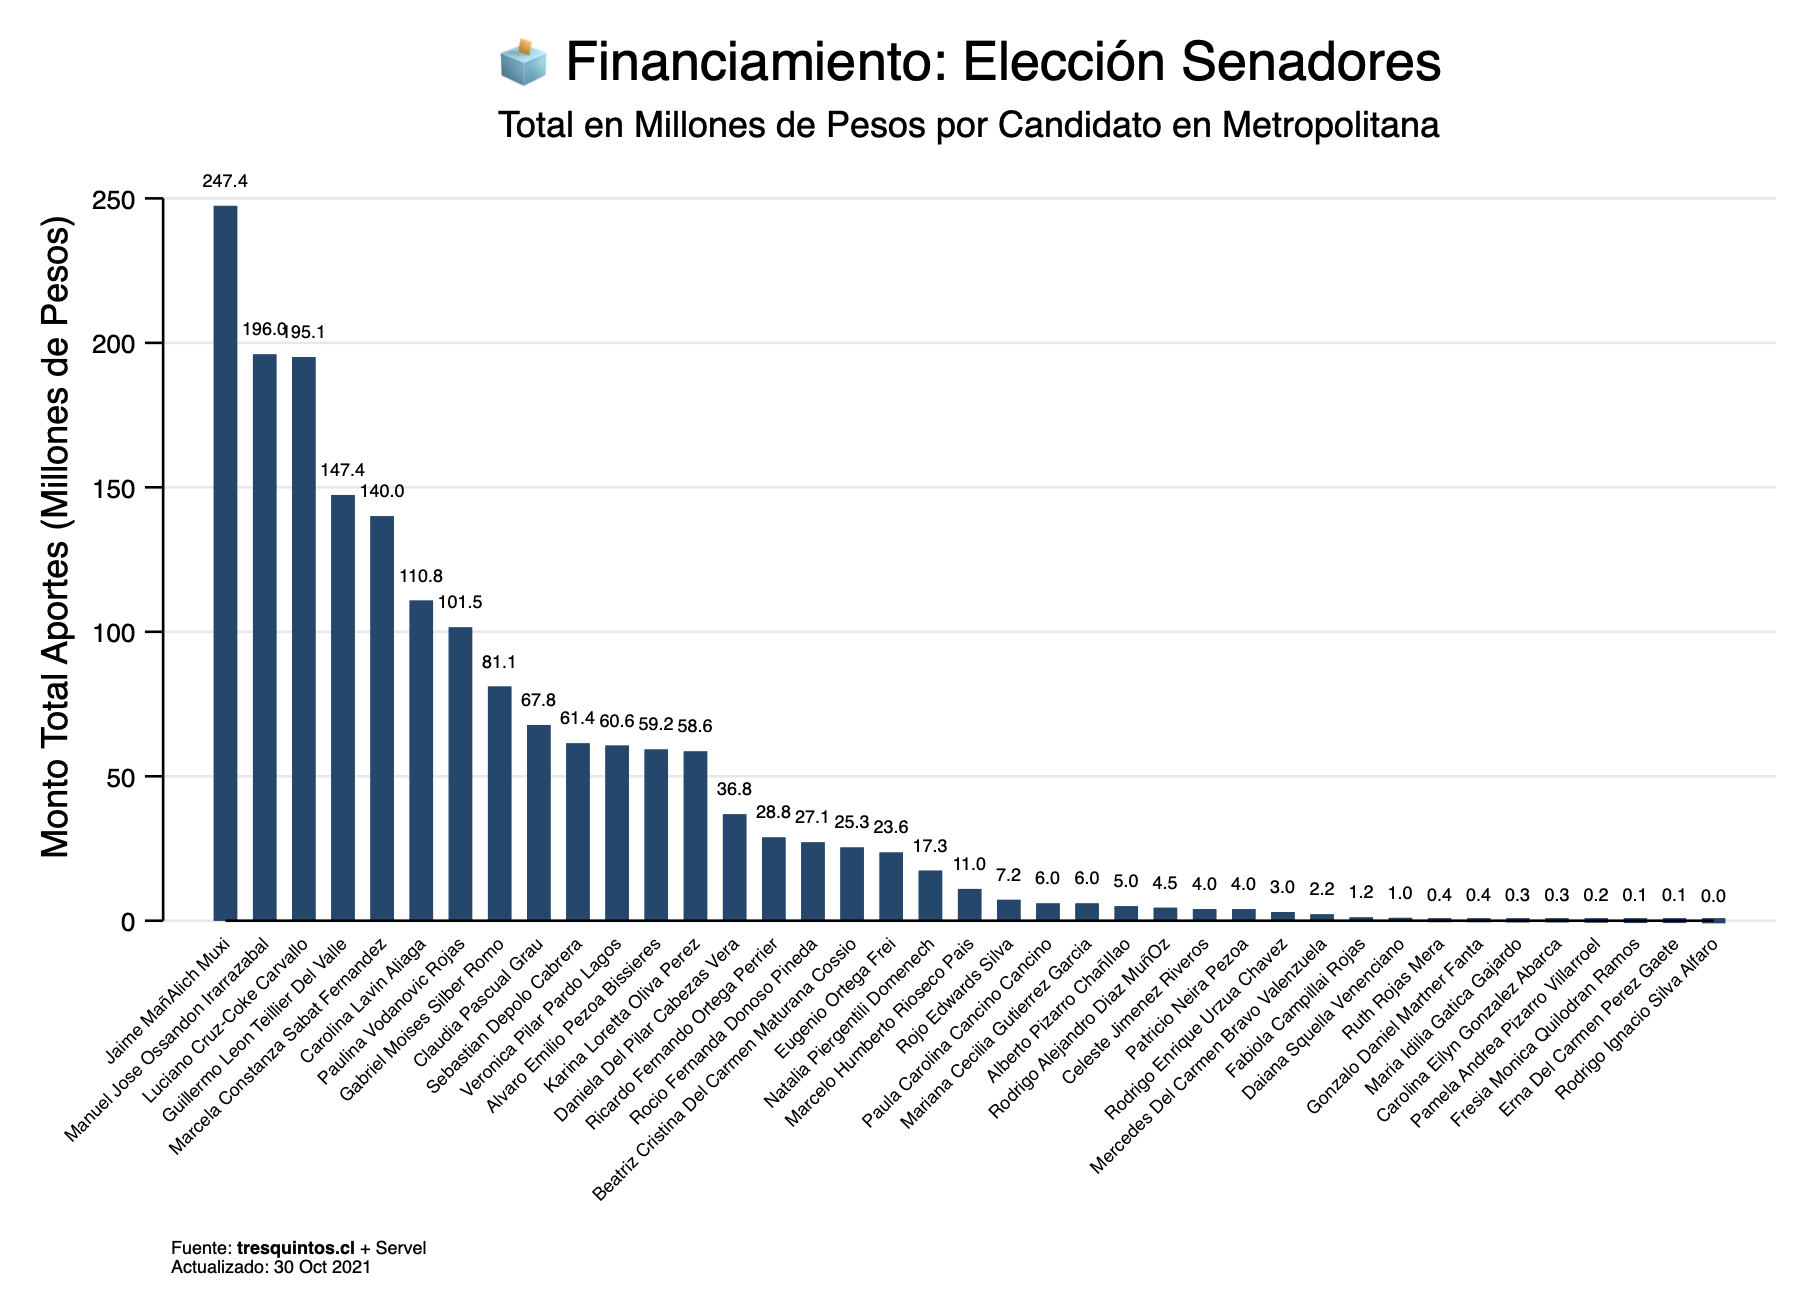 Financiamiento: Elección Senadores
Total en Millones de Pesos por Candidato en Metropolitana
Monto Total Aportes (Millones de Pesos)
250
200
150
100
50
0
247.4
196.0
195.1
147.4
140.0
110.8
101.5
81.1
67.8
61.4
60.6
59.2
58.6
36.8
28.8
27.1
25.3
23.6
17.3
11.0
7.2
6.0
6.0
5.0
4.5
4.0
4.0
3.0
2.2
1.2
1.0
0.4
0.4
0.3
0.3
0.2
0.1
0.1
0.0
Jaime MañAlich Muxi
Manuel Jose Ossandon Irarrazabal
Luciano Cruz-Coke Carvallo
Guillermo Leon Teillier Del Valle
Marcela Constanza Sabat Fernandez
Carolina Lavin Aliaga
Paulina Vodanovic Rojas
Gabriel Moises Silber Romo
Claudia Pascual Grau
Sebastian Depolo Cabrera
Veronica Pilar Pardo Lagos
Alvaro Emilio Pezoa Bissieres
Karina Loretta Oliva Perez
Daniela Del Pilar Cabezas Vera
Ricardo Fernando Ortega Perrier
Rocio Fernanda Donoso Pineda
Beatriz Cristina Del Carmen Maturana Cossio
Eugenio Ortega Frei
Natalia Piergentili Domenech
Marcelo Humberto Rioseco Pais
Rojo Edwards Silva
Paula Carolina Cancino Cancino
Mariana Cecilia Gutierrez Garcia
Alberto Pizarro Chañillao
Rodrigo Alejandro Diaz MuñOz
Celeste Jimenez Riveros
Patricio Neira Pezoa
Rodrigo Enrique Urzua Chavez
Mercedes Del Carmen Bravo Valenzuela
Fabiola Campillai Rojas
Daiana Squella Venenciano
Ruth Rojas Mera
Gonzalo Daniel Martner Fanta
Maria Idilia Gatica Gajardo
Carolina Eilyn Gonzalez Abarca
Pamela Andrea Pizarro Villarroel
Fresia Monica Quilodran Ramos
Erna Del Carmen Perez Gaete
Rodrigo Ignacio Silva Alfaro
Fuente: tresquintos.cl + Servel
Actualizado: 30 Oct 2021